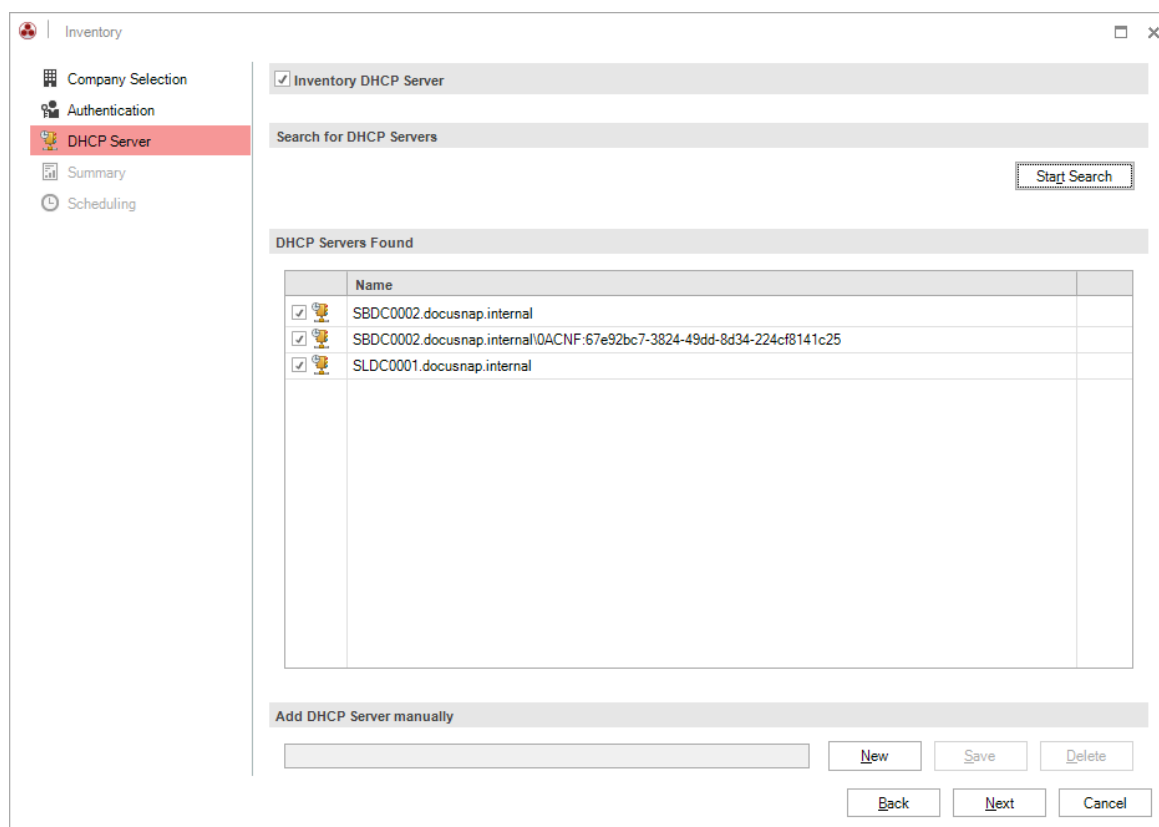 Inventory
Company Selection
Authentication
DHCP Server
Summary
Scheduling
Inventory DHCP Server
Search for DHCP Servers
Start Search
DHCP Servers Found
Name
SBDC0002.docusnap.internal
SBDC0002.docusnap.internal\0ACNF:67e92bc7-3824-49dd-8d34-224cf8141c25
SLDC0001.docusnap.internal
Add DHCP Server manually
New Save Delete
Back Next Cancel